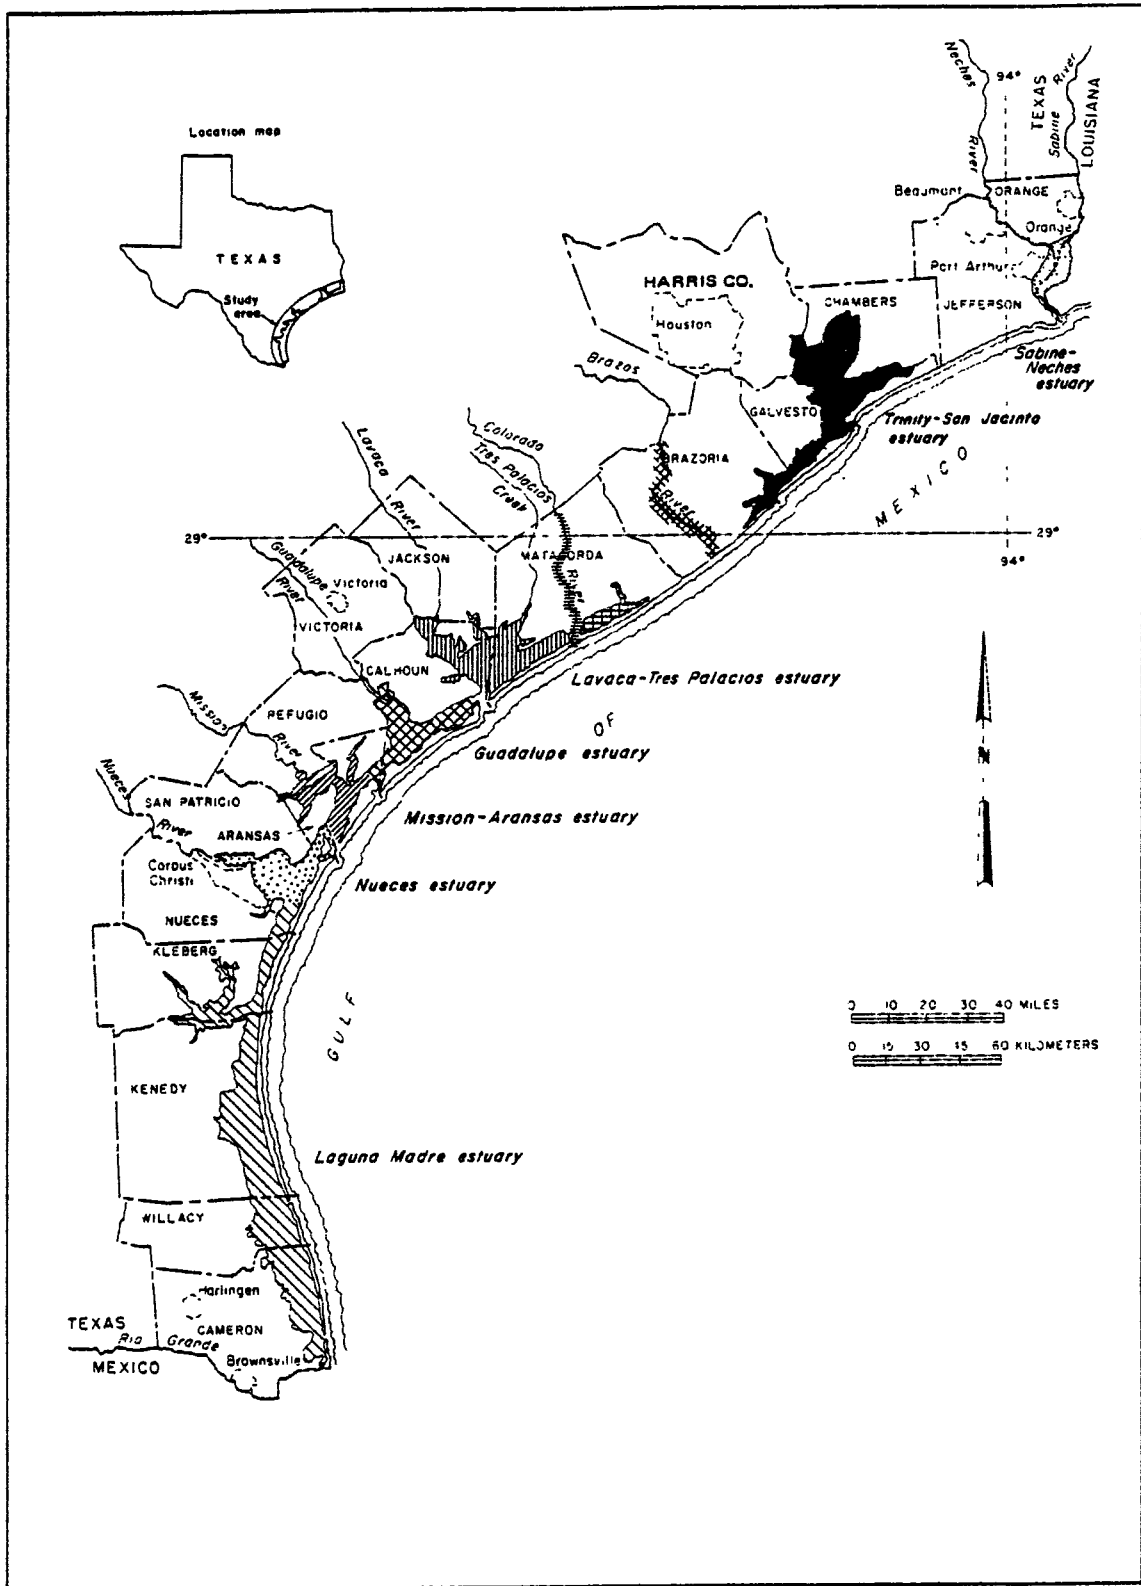 Location map
TEXAS
Study
area
Neches
River
94°
TEXAS
Sabine
River
LOUISIANA
Beaumont
ORANGE
Orange
Port Arthur
JEFFERSON
HARRIS CO.
Houston
CHAMBERS
Sabine-
Neches
estuary
Brazos
River
GALVESTO
Trinity-San Jacinto
estuary
RAZORIA
Colorado
River
Tres Palacios
Creek
Lavaca
River
29°
29°
94°
JACKSON
MATAGORDA
Guadalupe
River
Victoria
VICTORIA
CALHOUN
Lavaca-Tres Palacios estuary
Mission
River
REFUGIO
Guadalupe estuary
Nueces
River
SAN PATRICIO
ARANSAS
Mission-Aransas estuary
Corpus
Christi
Nueces estuary
NUECES
KLEBERG
GULF
OF
MEXICO
N
0 10 20 30 40 MILES
0 15 30 45 60 KILOMETERS
KENEDY
Laguna Madre estuary
WILLACY
Harlingen
CAMERON
TEXAS
Rio Grande
MEXICO
Brownsville